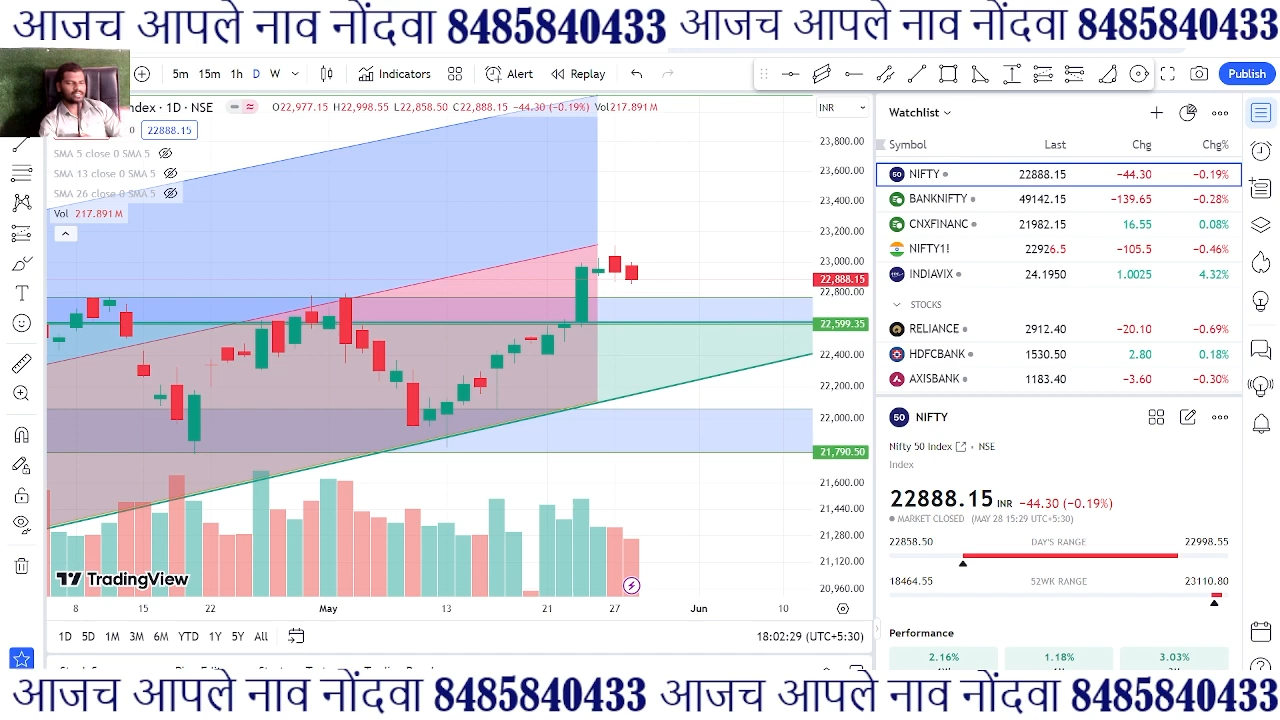 आजच आपले नाव नोंदवा 8485840433 आजच आपले नाव नोंदवा 8485840433
5m 15m 1h D W Indicators Alert Replay Publish
Index · 1D · NSE O22,977.15 H22,998.55 L22,858.50 C22,888.15 −44.30 (−0.19%) Vol217.891M INR
0 22888.15
SMA 5 close 0 SMA 5
SMA 13 close 0 SMA 5
SMA 26 close 0 SMA 5
Vol 217.891M
23,800.00
23,600.00
23,400.00
23,200.00
23,000.00
22,888.15
22,800.00
22,599.35
22,400.00
22,200.00
22,000.00
21,790.50
21,600.00
21,440.00
21,280.00
21,120.00
20,960.00
TradingView
8 15 22 May 13 21 27 Jun 10
1D 5D 1M 3M 6M YTD 1Y 5Y All 18:02:29 (UTC+5:30)
Watchlist
Symbol Last Chg Chg%
50 NIFTY 22888.15 −44.30 −0.19%
BANKNIFTY 49142.15 −139.65 −0.28%
CNXFINANC 21982.15 16.55 0.08%
NIFTY1! 22926.5 −105.5 −0.46%
INDIAVIX 24.1950 1.0025 4.32%
STOCKS
RELIANCE 2912.40 −20.10 −0.69%
HDFCBANK 1530.50 2.80 0.18%
AXISBANK 1183.40 −3.60 −0.30%
50 NIFTY
Nifty 50 Index · NSE
Index
22888.15 INR −44.30 (−0.19%)
MARKET CLOSED (MAY 28 15:29 UTC+5:30)
22858.50 DAY'S RANGE 22998.55
18464.55 52WK RANGE 23110.80
Performance
2.16% 1.18% 3.03%
आजच आपले नाव नोंदवा 8485840433 आजच आपले नाव नोंदवा 8485840433